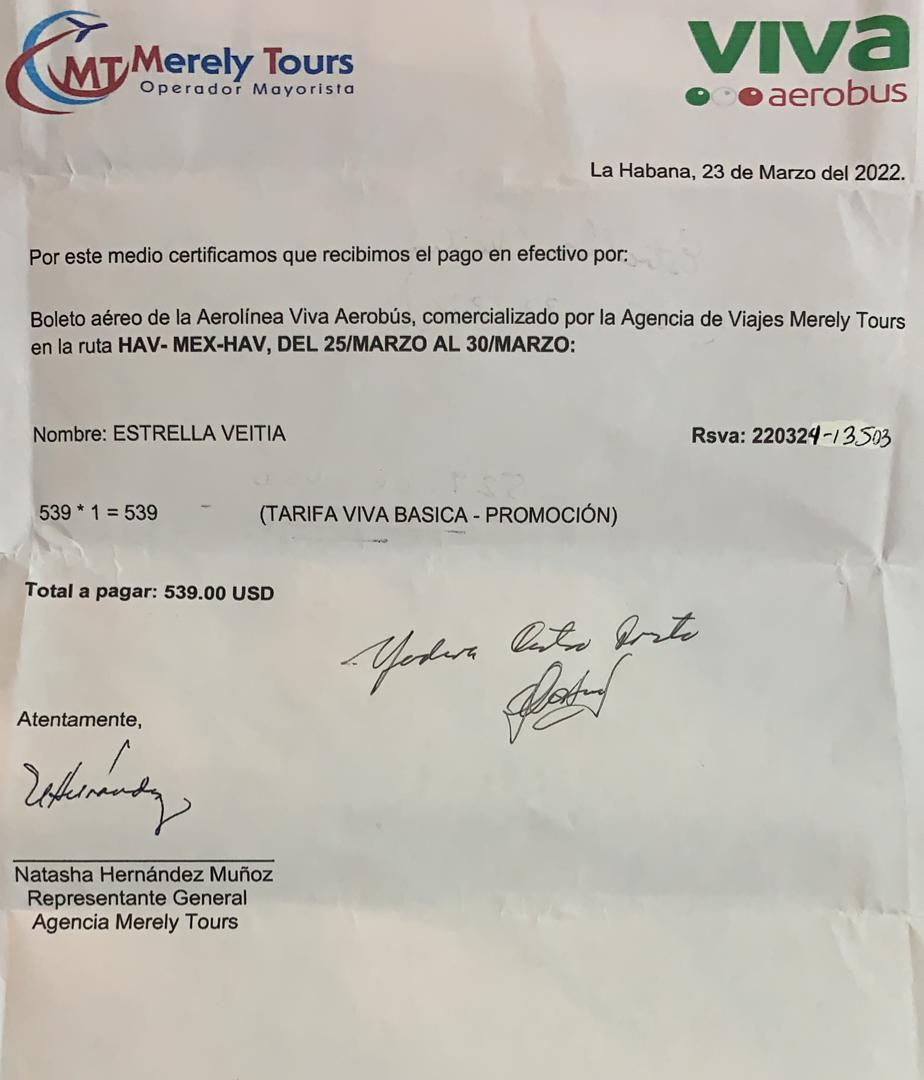 MT Merely Tours
Operador Mayorista
VIVA
aerobus
La Habana, 23 de Marzo del 2022.
Por este medio certificamos que recibimos el pago en efectivo por:
Boleto aéreo de la Aerolínea Viva Aerobús, comercializado por la Agencia de Viajes Merely Tours
en la ruta HAV- MEX-HAV, DEL 25/MARZO AL 30/MARZO:
Nombre: ESTRELLA VEITIA
Rsva: 220324-13503
539 * 1 = 539 (TARIFA VIVA BASICA - PROMOCIÓN)
Total a pagar: 539.00 USD
Atentamente,
Natasha Hernández Muñoz
Representante General
Agencia Merely Tours